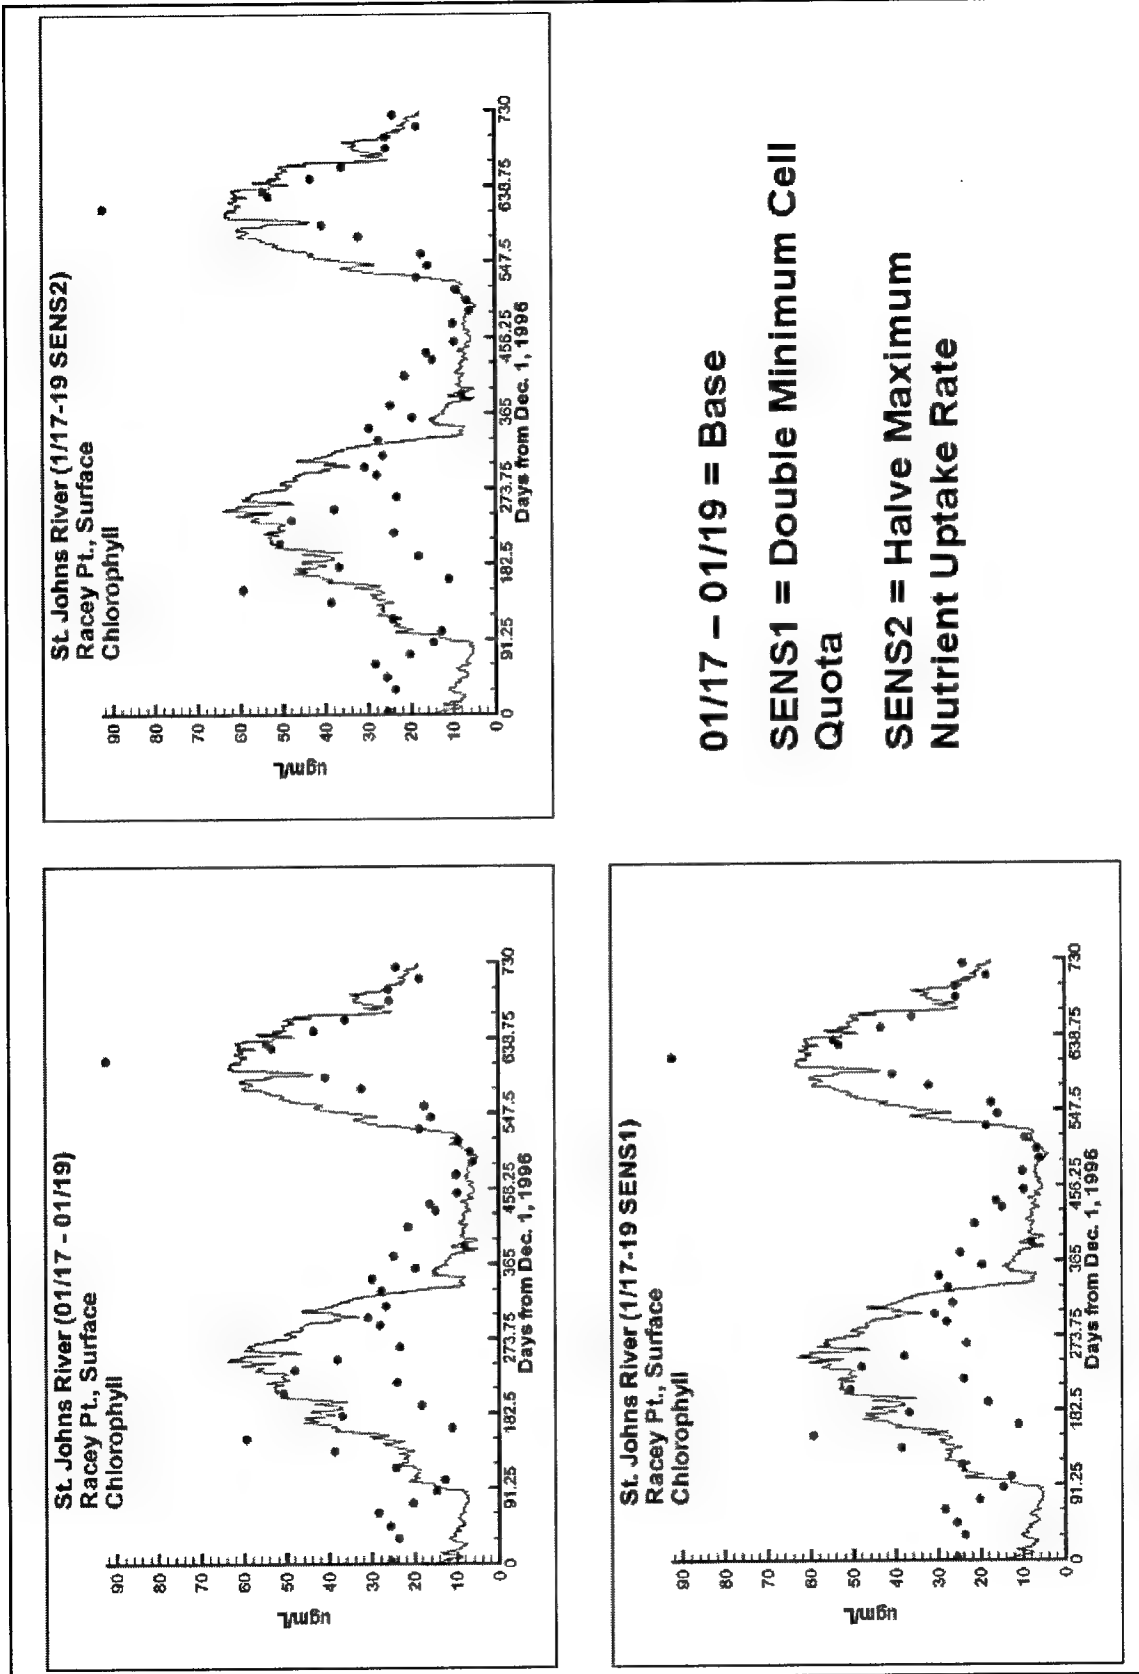 St. Johns River (01/17 - 01/19)
Racey Pt., Surface
Chlorophyll
90
80
70
60
50
40
30
20
10
0
ugm/L
0
91.25
182.5
273.75
365
456.25
547.5
638.75
730
Days from Dec. 1, 1996
St. Johns River (1/17-19 SENS2)
Racey Pt., Surface
Chlorophyll
90
80
70
60
50
40
30
20
10
0
ugm/L
0
91.25
182.5
273.75
365
456.25
547.5
638.75
730
Days from Dec. 1, 1996
St. Johns River (1/17-19 SENS1)
Racey Pt., Surface
Chlorophyll
90
80
70
60
50
40
30
20
10
0
ugm/L
0
91.25
182.5
273.75
365
456.25
547.5
638.75
730
Days from Dec. 1, 1996
01/17 – 01/19 = Base
SENS1 = Double Minimum Cell
Quota
SENS2 = Halve Maximum
Nutrient Uptake Rate